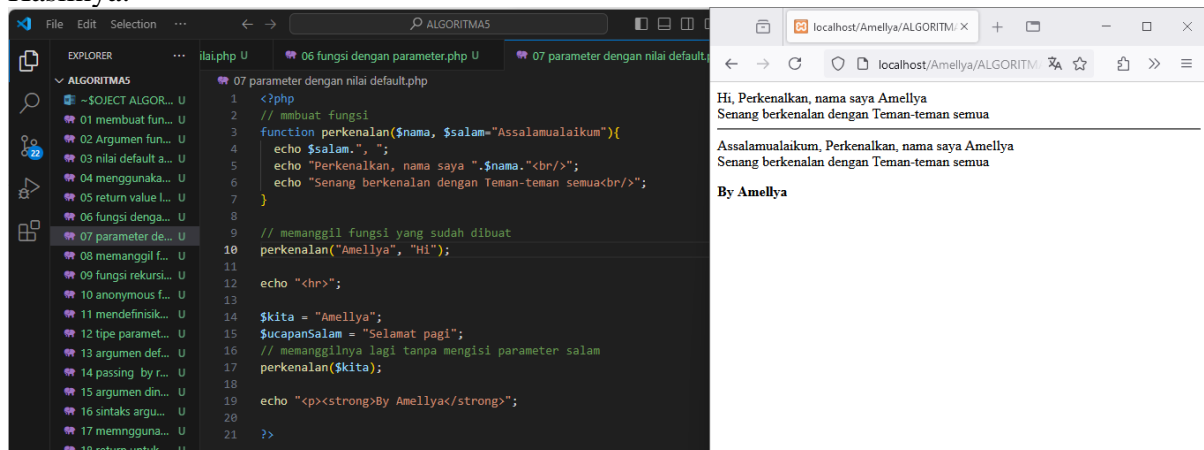 Hasilnya:
File Edit Selection ···
ALGORITMA5
EXPLORER ···
ALGORITMA5
~$OJECT ALGOR... U
01 membuat fun... U
02 Argumen fun... U
03 nilai default a... U
04 menggunaka... U
05 return value l... U
06 fungsi denga... U
07 parameter de... U
08 memanggil f... U
09 fungsi rekursi... U
10 anonymous f... U
11 mendefinisik... U
12 tipe paramet... U
13 argumen def... U
14 passing by r... U
15 argumen din... U
16 sintaks argu... U
17 memngguna... U
22
ilai.php U
06 fungsi dengan parameter.php U
07 parameter dengan nilai default.p
07 parameter dengan nilai default.php
1 <?php
2 // mmbuat fungsi
3 function perkenalan($nama, $salam="Assalamualaikum"){
4 echo $salam.", ";
5 echo "Perkenalkan, nama saya ".$nama."<br/>";
6 echo "Senang berkenalan dengan Teman-teman semua<br/>";
7 }
8
9 // memanggil fungsi yang sudah dibuat
10 perkenalan("Amellya", "Hi");
11
12 echo "<hr>";
13
14 $kita = "Amellya";
15 $ucapanSalam = "Selamat pagi";
16 // memanggilnya lagi tanpa mengisi parameter salam
17 perkenalan($kita);
18
19 echo "<p><strong>By Amellya</strong>";
20
21 ?>
localhost/Amellya/ALGORITM
localhost/Amellya/ALGORITM
Hi, Perkenalkan, nama saya Amellya
Senang berkenalan dengan Teman-teman semua
Assalamualaikum, Perkenalkan, nama saya Amellya
Senang berkenalan dengan Teman-teman semua
By Amellya